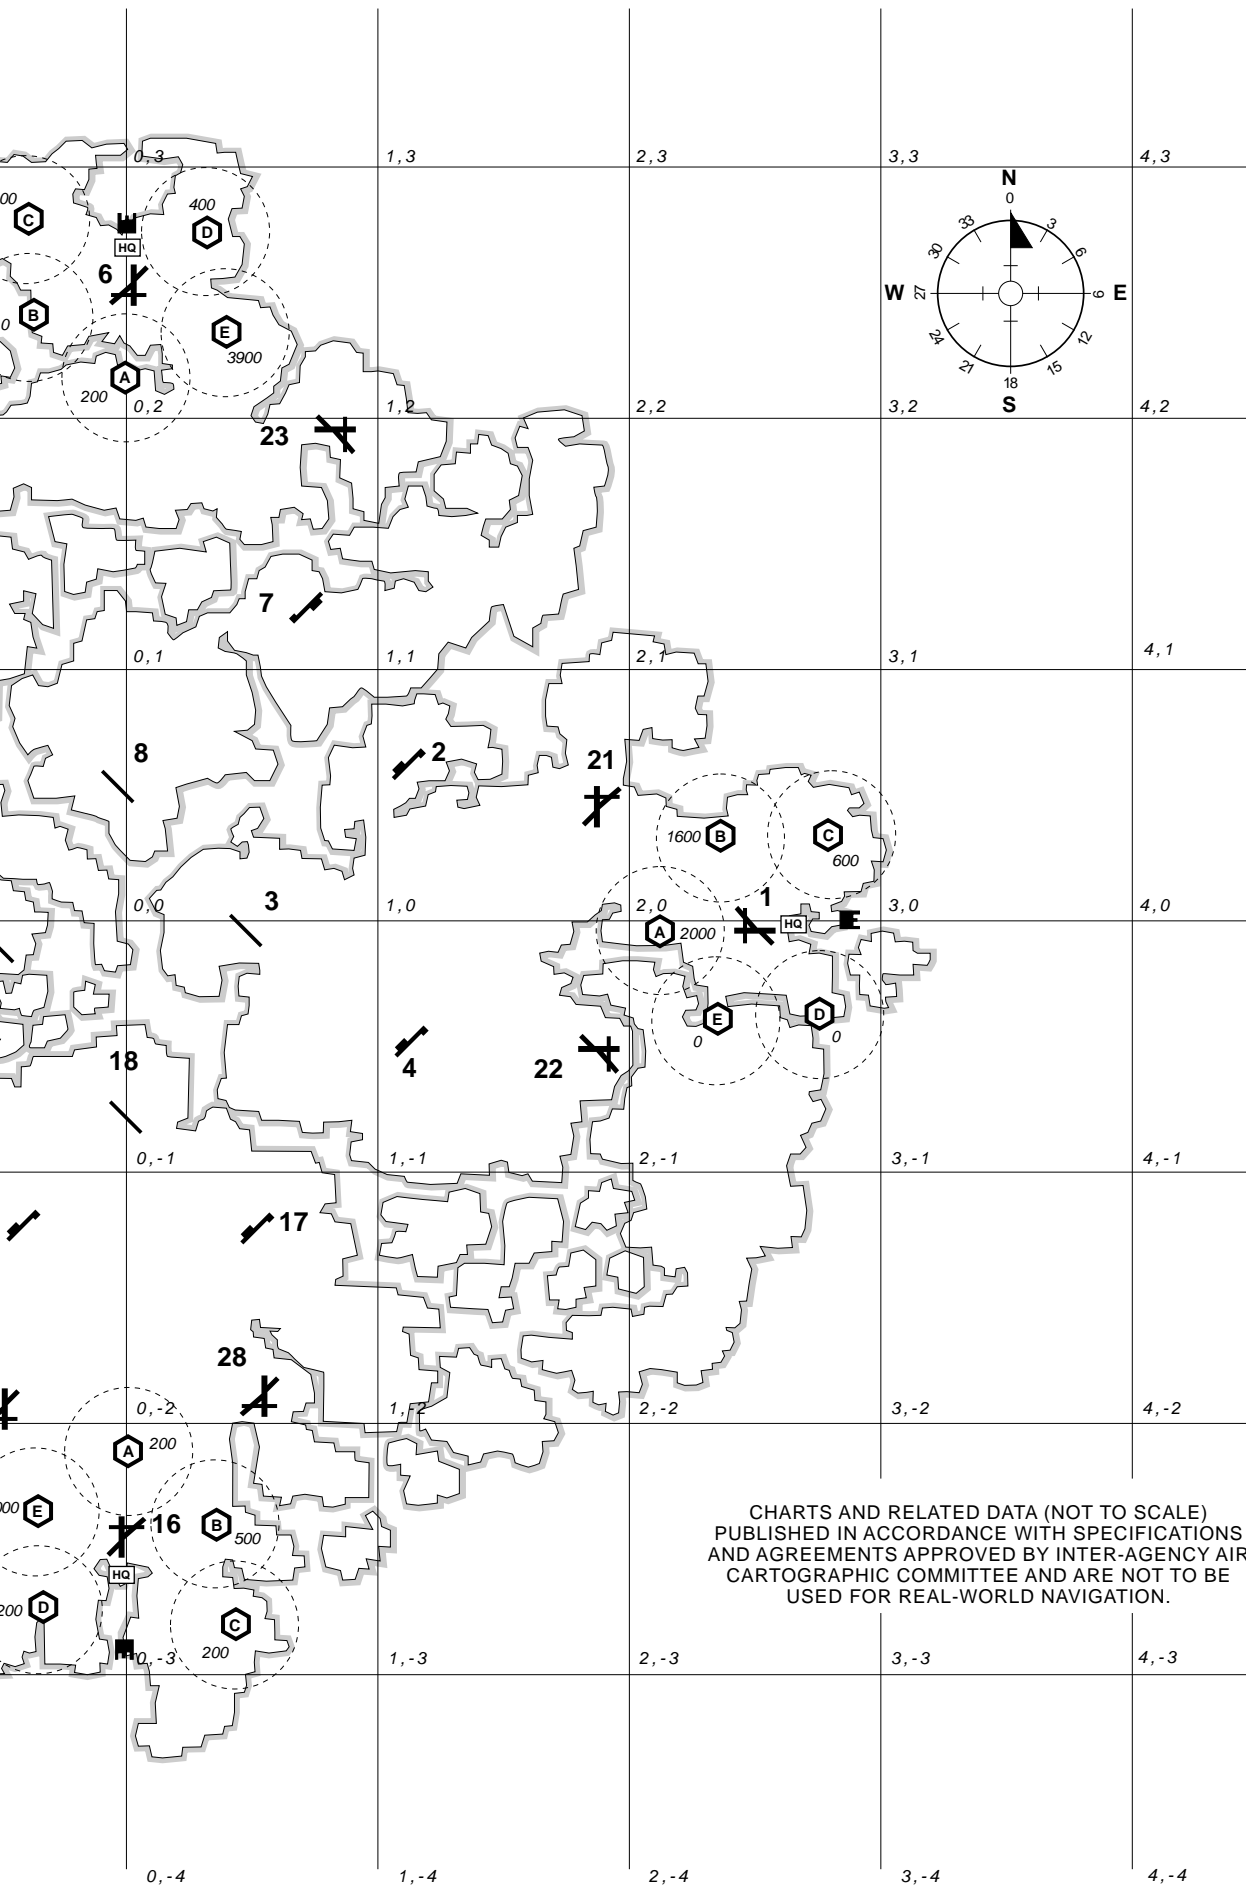 0,3 1,3 2,3 3,3 4,3
N
0
33 3
30 6
W 27 9 E
24 12
21 15
18
S
00
C
400
D
HQ
6
B
0
E
3900
A
200
0,2 1,2 2,2 3,2 4,2
23
7
0,1 1,1 2,1 3,1 4,1
8
2
21
1600 B
C
600
0,0 1,0 2,0 3,0 4,0
3
1
A 2000
HQ
E
0
D
0
18
4
22
0,-1 1,-1 2,-1 3,-1 4,-1
17
28
0,-2 1,-2 2,-2 3,-2 4,-2
A 200
E
16
B
500
HQ
200 D
C
200
0,-3 1,-3 2,-3 3,-3 4,-3
CHARTS AND RELATED DATA (NOT TO SCALE)
PUBLISHED IN ACCORDANCE WITH SPECIFICATIONS
AND AGREEMENTS APPROVED BY INTER-AGENCY AIR
CARTOGRAPHIC COMMITTEE AND ARE NOT TO BE
USED FOR REAL-WORLD NAVIGATION.
0,-4 1,-4 2,-4 3,-4 4,-4